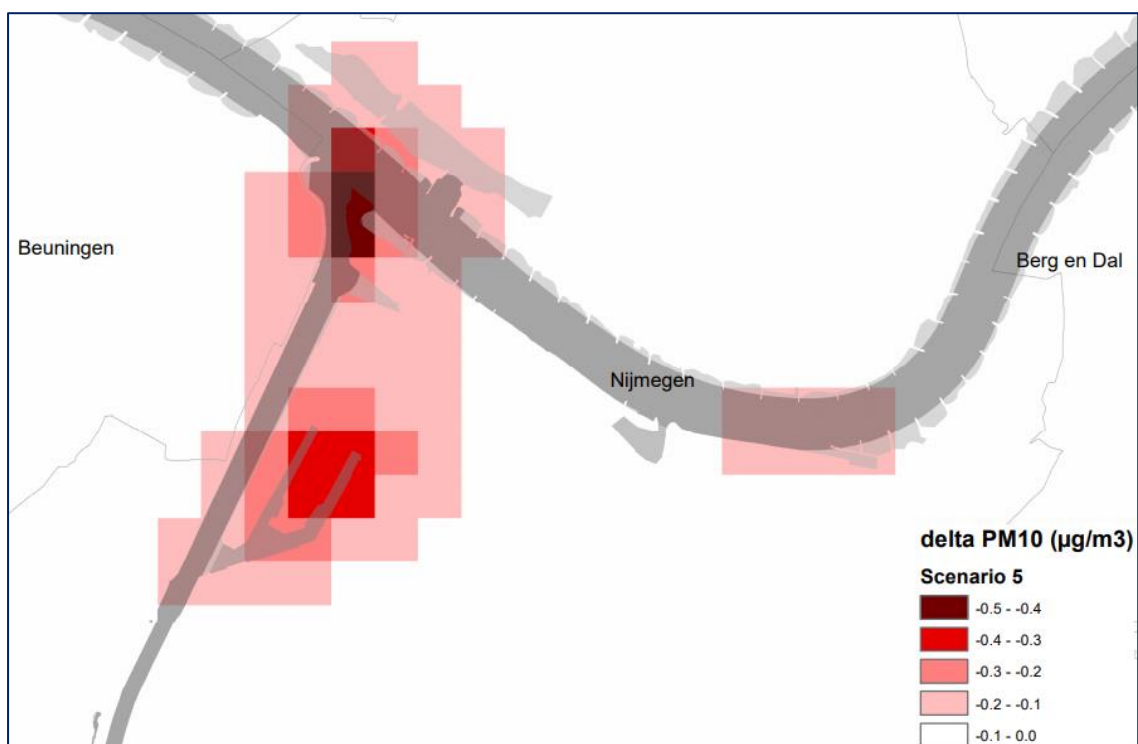 Beuningen
Berg en Dal
Nijmegen
delta PM10 (µg/m3)
Scenario 5
-0.5 - -0.4
-0.4 - -0.3
-0.3 - -0.2
-0.2 - -0.1
-0.1 - 0.0